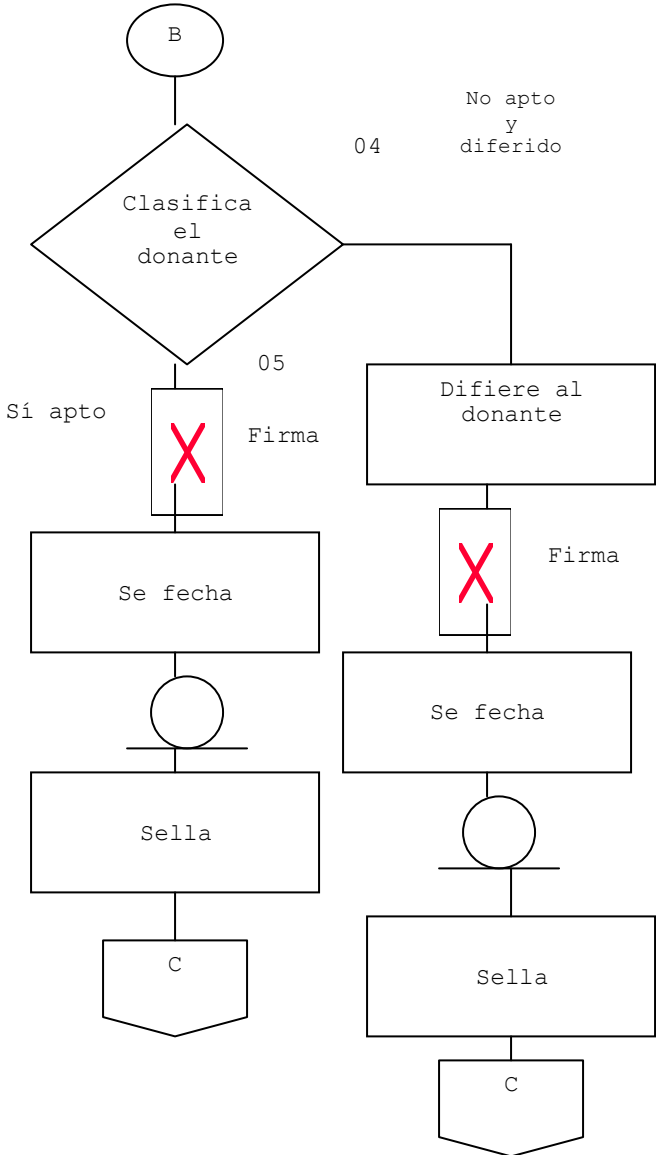 B
No apto
y
diferido
04
Clasifica
el
donante
05
Sí apto
Firma
Difiere al
donante
Firma
Se fecha
Se fecha
Sella
Sella
C
C